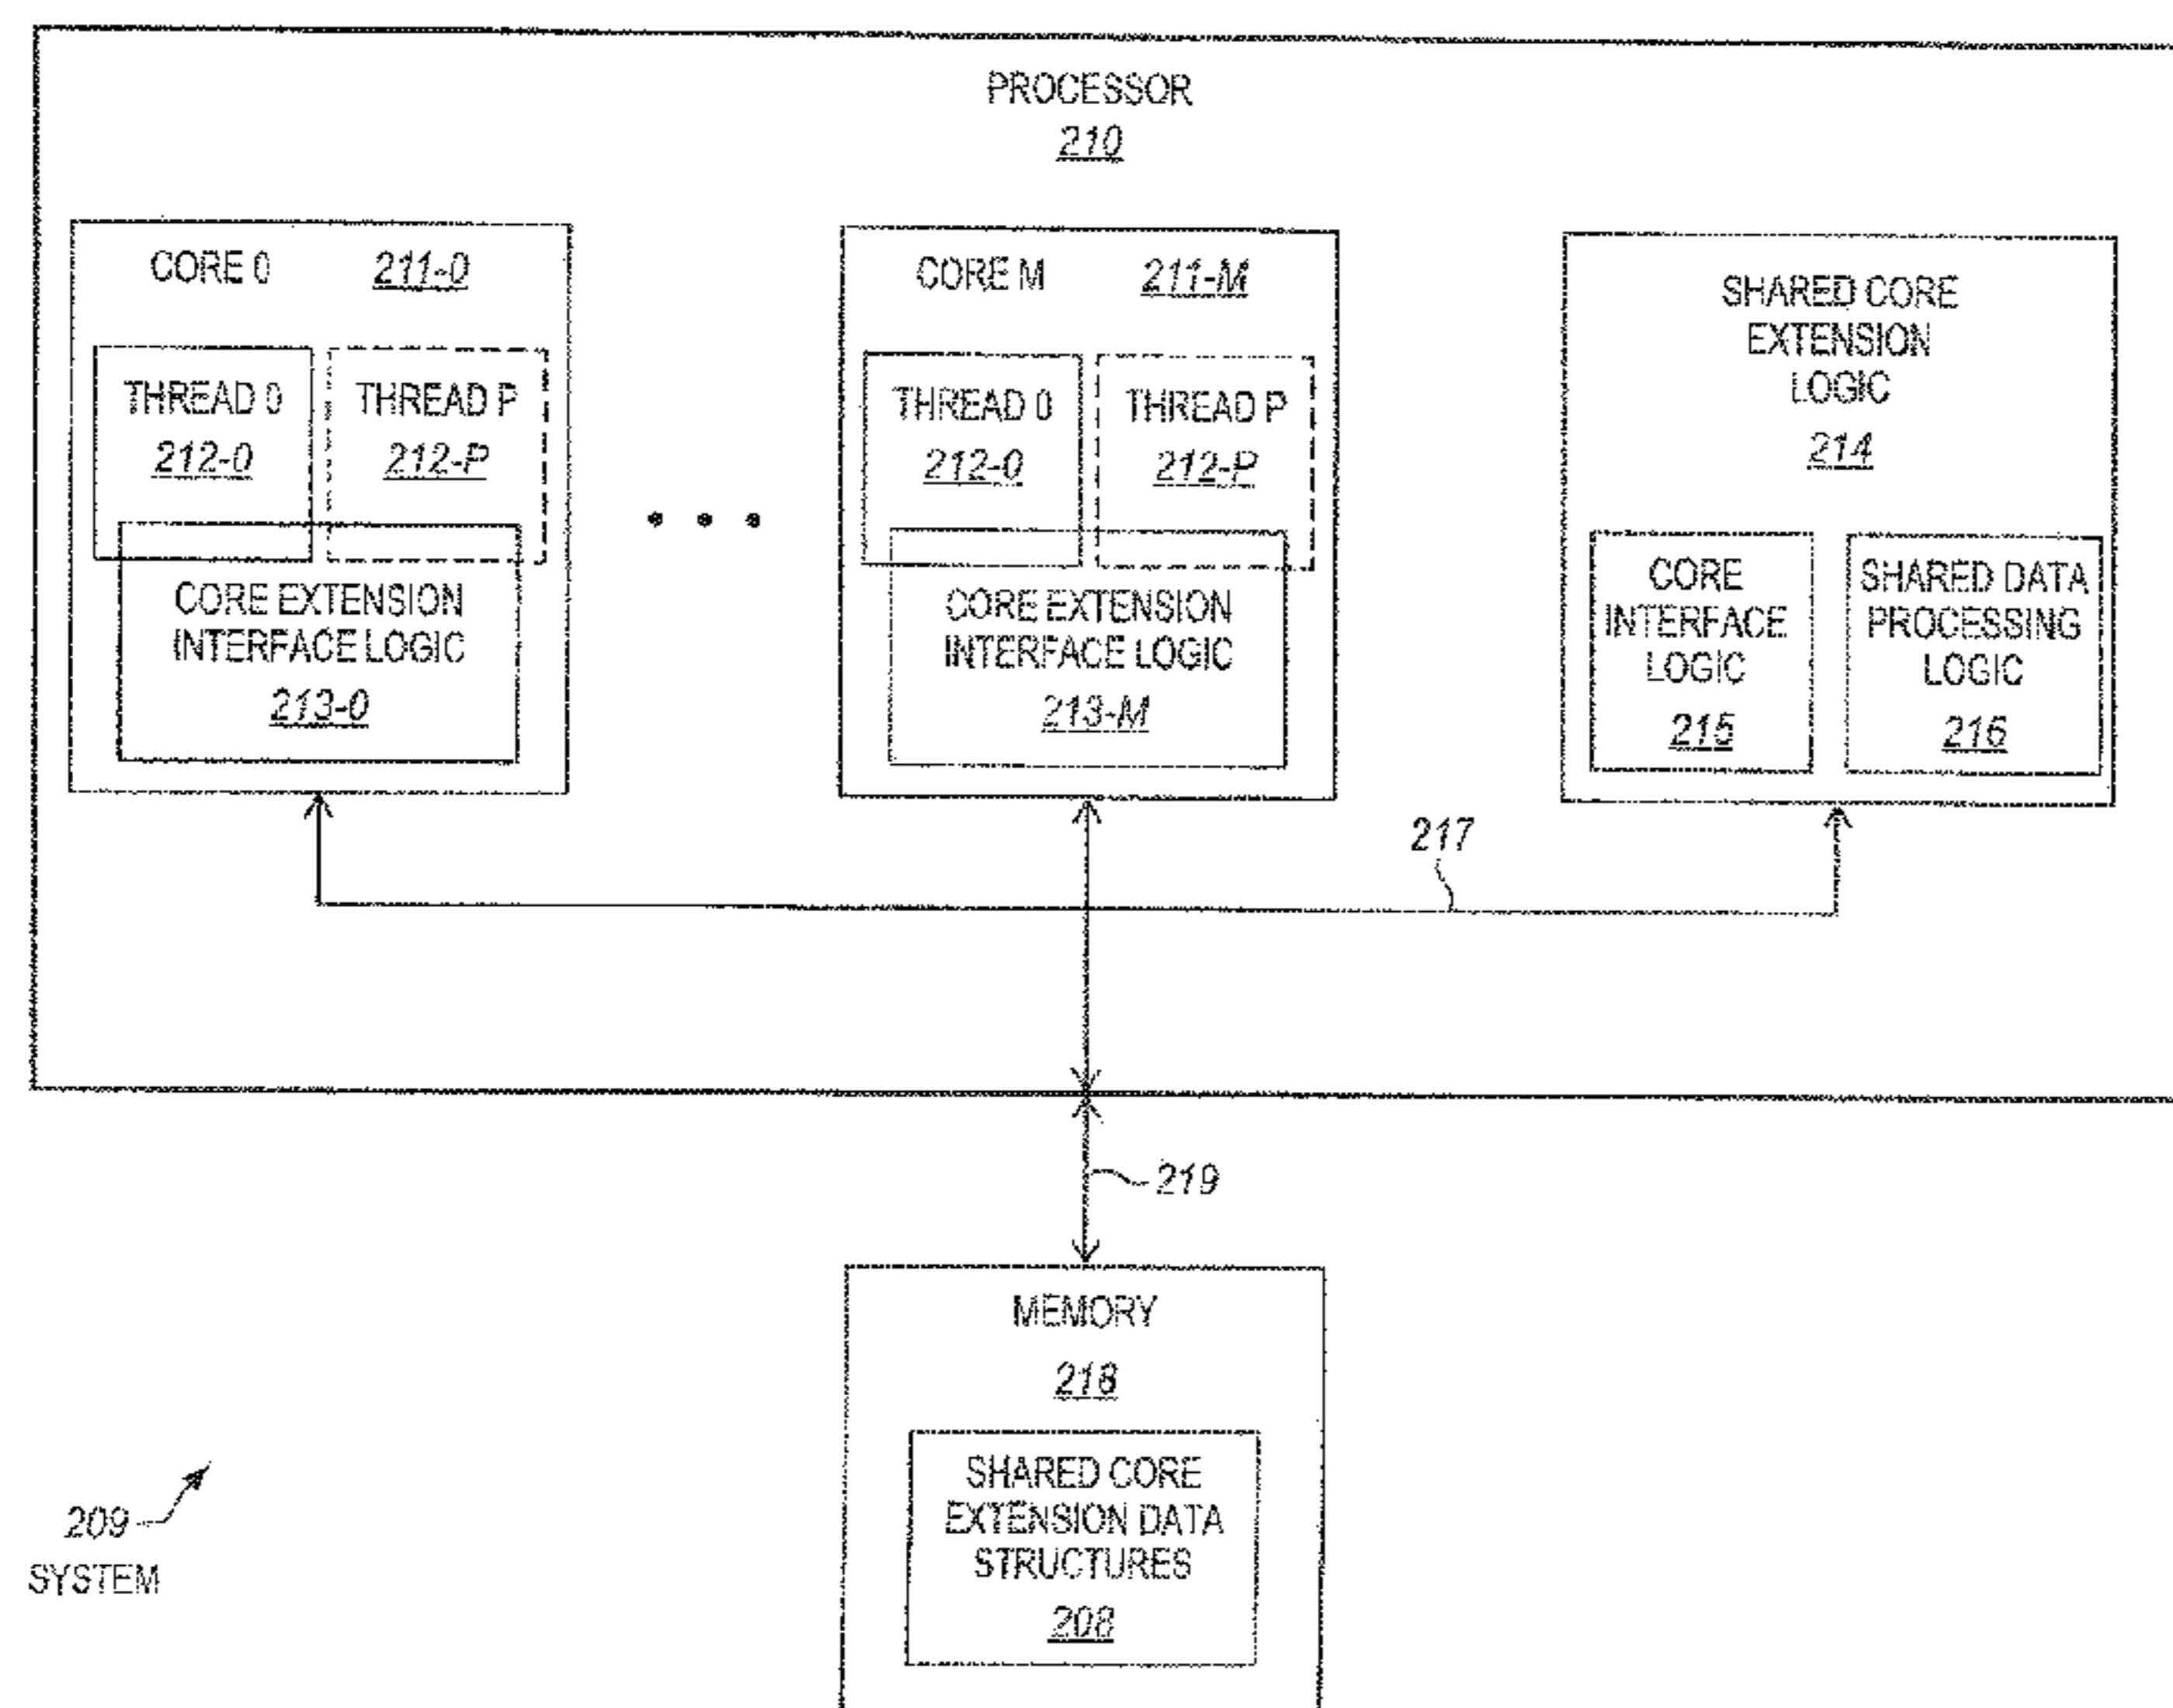 PROCESSOR
210
CORE 0 211-0
THREAD 0
212-0
THREAD P
212-P
CORE EXTENSION
INTERFACE LOGIC
213-0
CORE M 211-M
THREAD 0
212-0
THREAD P
212-P
CORE EXTENSION
INTERFACE LOGIC
213-M
SHARED CORE
EXTENSION
LOGIC
214
CORE
INTERFACE
LOGIC
215
SHARED DATA
PROCESSING
LOGIC
216
217
219
MEMORY
218
SHARED CORE
EXTENSION DATA
STRUCTURES
208
209
SYSTEM